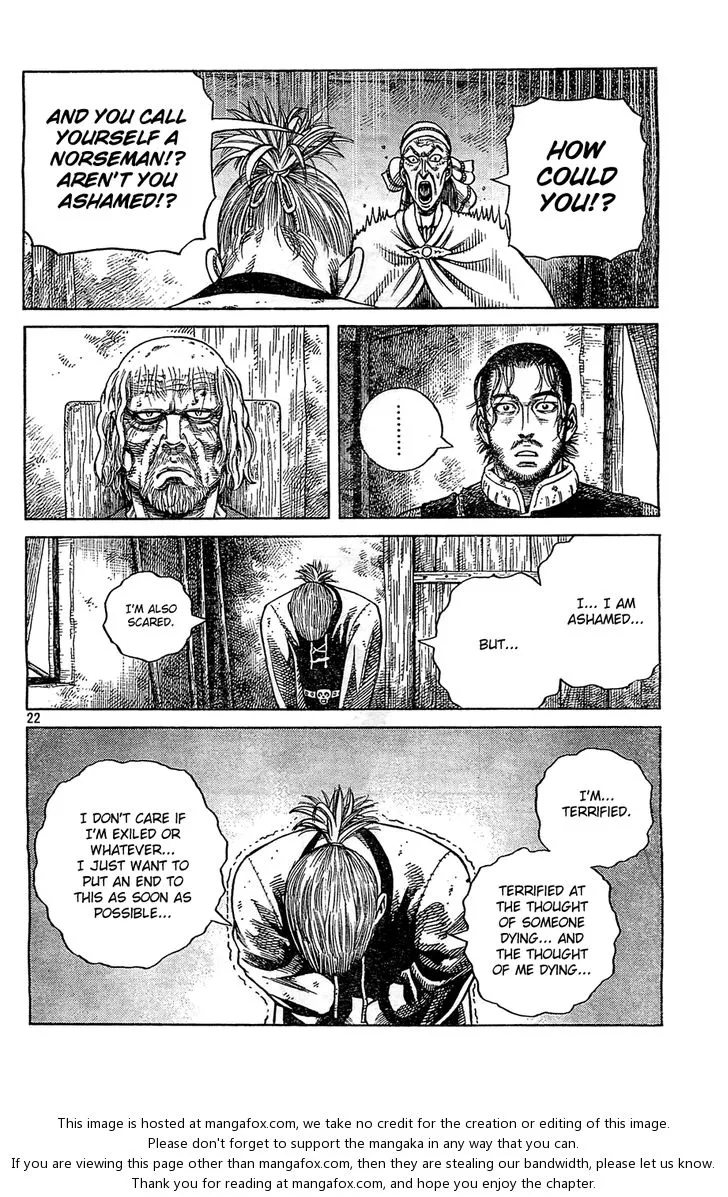 HOW
COULD
YOU!?
AND YOU CALL
YOURSELF A
NORSEMAN!?
AREN'T YOU
ASHAMED!?
.........
I... I AM
ASHAMED...
BUT...
I'M ALSO
SCARED.
22
I'M...
TERRIFIED.
TERRIFIED AT
THE THOUGHT
OF SOMEONE
DYING... AND
THE THOUGHT
OF ME DYING...
I DON'T CARE IF
I'M EXILED OR
WHATEVER...
I JUST WANT TO
PUT AN END TO
THIS AS SOON AS
POSSIBLE...
This image is hosted at mangafox.com, we take no credit for the creation or editing of this image.
Please don't forget to support the mangaka in any way that you can.
If you are viewing this page other than mangafox.com, then they are stealing our bandwidth, please let us know.
Thank you for reading at mangafox.com, and hope you enjoy the chapter.